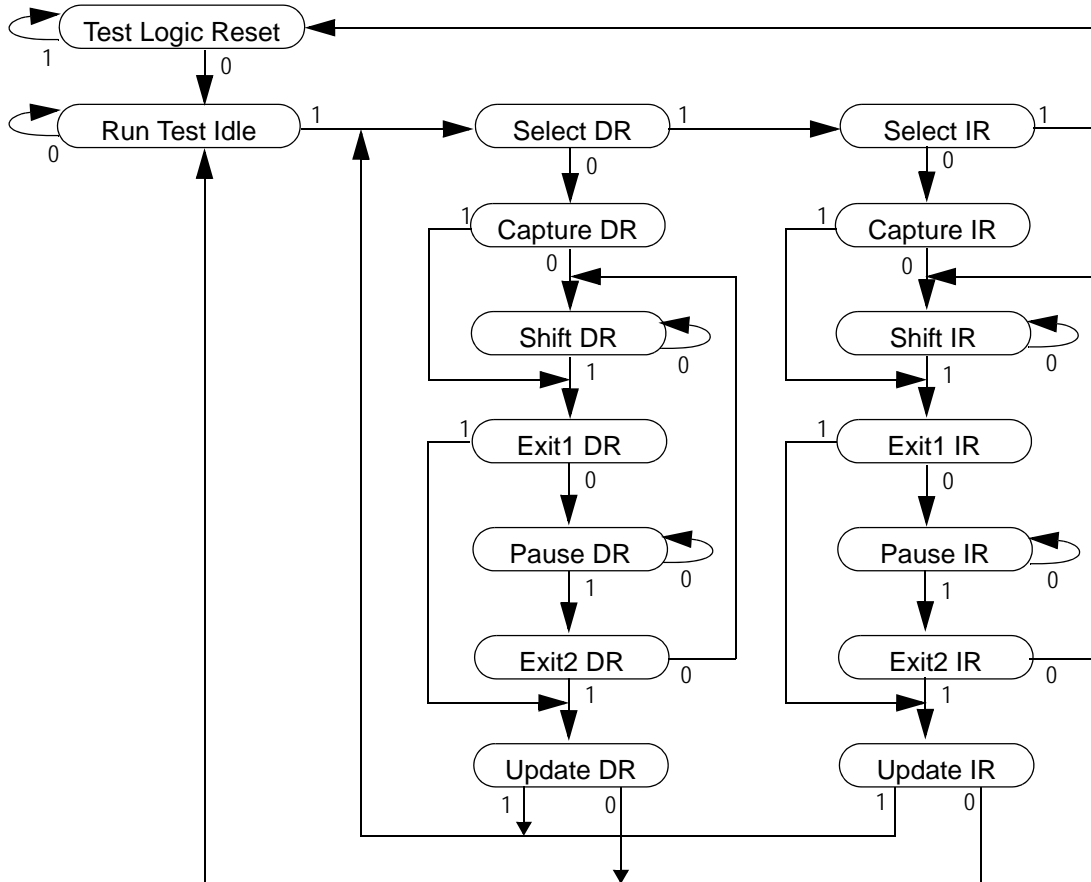 Test Logic Reset
1
0
Run Test Idle
1
Select DR
1
Select IR
1
0
0
0
1
Capture DR
1
Capture IR
0
0
Shift DR
Shift IR
0
0
1
1
1
Exit1 DR
1
Exit1 IR
0
0
Pause DR
Pause IR
0
0
1
1
Exit2 DR
Exit2 IR
0
0
1
1
Update DR
Update IR
1
0
1
0